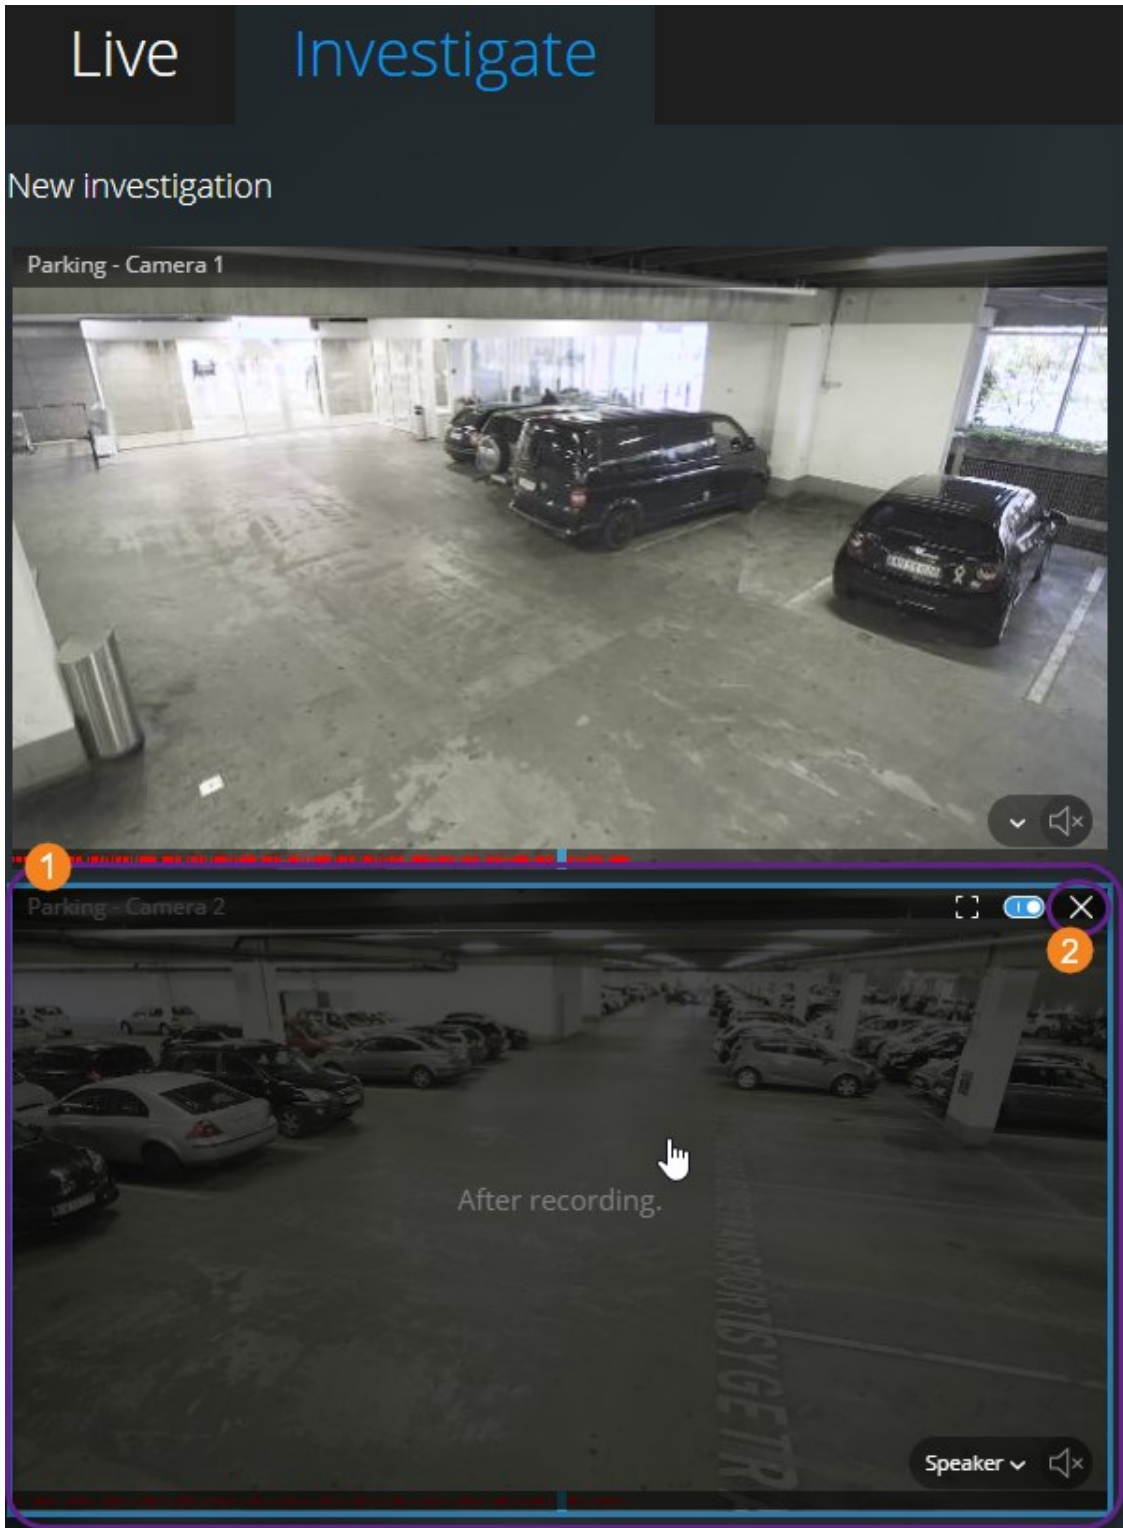 Live Investigate
New investigation
Parking - Camera 1
1
Parking - Camera 2
2
After recording.
Speaker